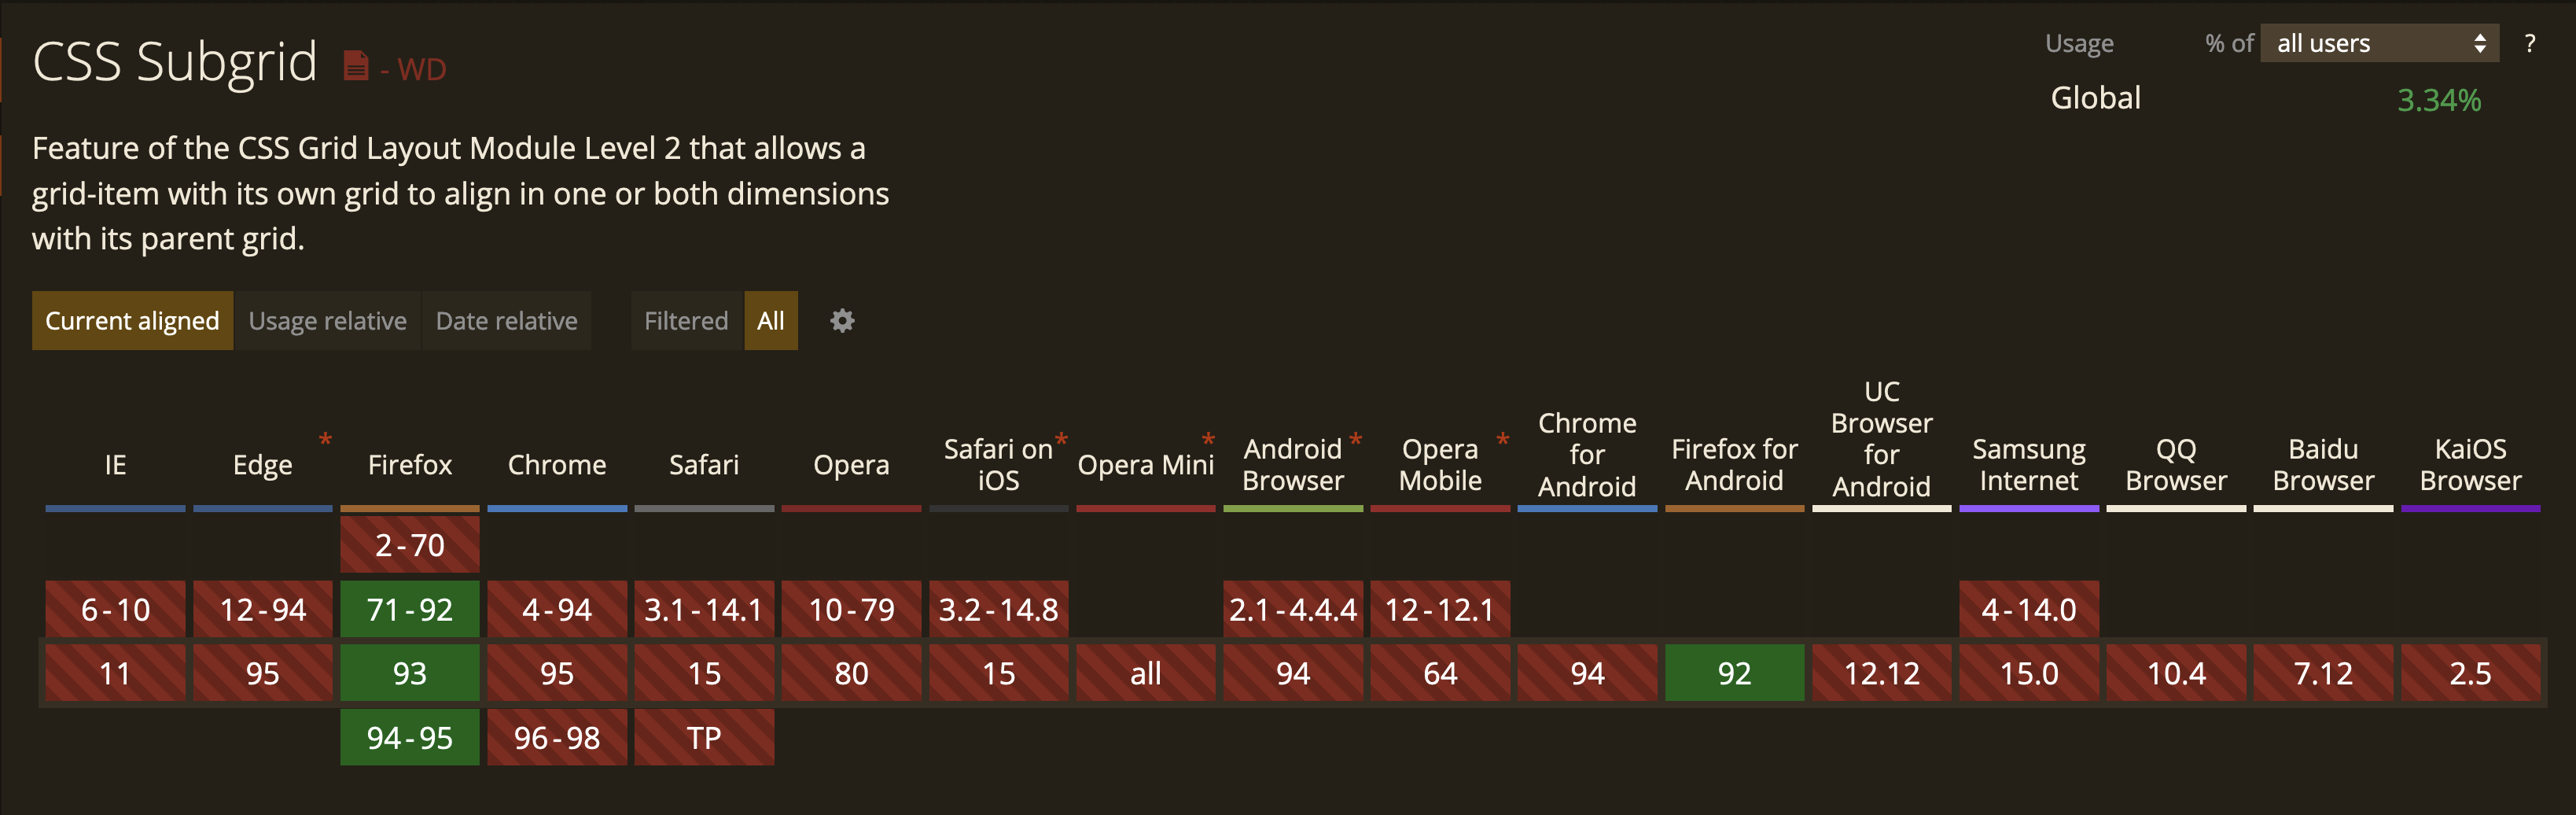 CSS Subgrid - WD
Usage % of all users ?
Global 3.34%
Feature of the CSS Grid Layout Module Level 2 that allows a
grid-item with its own grid to align in one or both dimensions
with its parent grid.
Current aligned Usage relative Date relative Filtered All
IE
Edge *
Firefox
Chrome
Safari
Opera
Safari on *
iOS
Opera Mini *
Android *
Browser
Opera *
Mobile
Chrome
for
Android
Firefox for
Android
UC
Browser
for
Android
Samsung
Internet
QQ
Browser
Baidu
Browser
KaiOS
Browser
2-70
6-10 12-94 71-92 4-94 3.1-14.1 10-79 3.2-14.8 2.1-4.4.4 12-12.1 4-14.0
11 95 93 95 15 80 15 all 94 64 94 92 12.12 15.0 10.4 7.12 2.5
94-95 96-98 TP